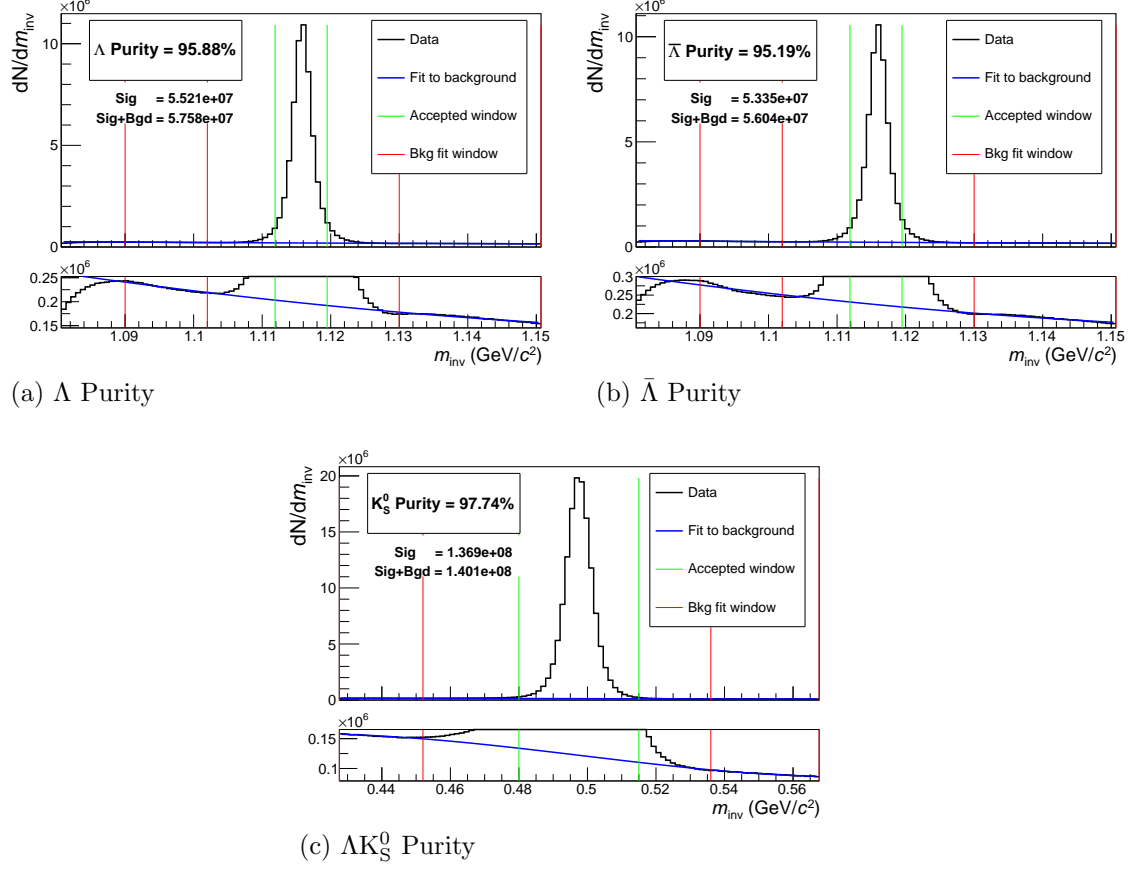 ×10⁶
dN/dm_inv
10
5
0
Λ Purity = 95.88%
Sig = 5.521e+07
Sig+Bgd = 5.758e+07
Data
Fit to background
Accepted window
Bkg fit window
×10⁶
0.25
0.2
0.15
1.09 1.10 1.11 1.12 1.13 1.14 1.15
m_inv (GeV/c²)
(a) Λ Purity
×10⁶
dN/dm_inv
10
5
0
Λ̄ Purity = 95.19%
Sig = 5.335e+07
Sig+Bgd = 5.604e+07
Data
Fit to background
Accepted window
Bkg fit window
×10⁶
0.3
0.25
0.2
1.09 1.1 1.11 1.12 1.13 1.14 1.15
m_inv (GeV/c²)
(b) Λ̄ Purity
×10⁶
dN/dm_inv
20
15
10
5
0
K⁰_S Purity = 97.74%
Sig = 1.369e+08
Sig+Bgd = 1.401e+08
Data
Fit to background
Accepted window
Bkg fit window
×10⁶
0.15
0.1
0.44 0.46 0.48 0.5 0.52 0.54 0.56
m_inv (GeV/c²)
(c) ΛK⁰_S Purity